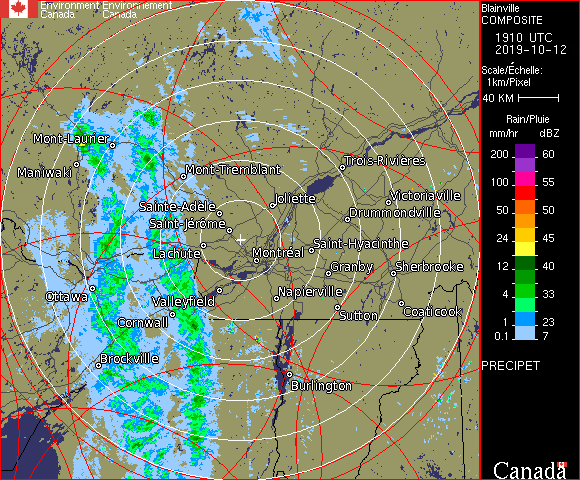 Environment Environnement
Canada Canada
Blainville
COMPOSITE
1910 UTC
2019-10-12
Scale/Échelle:
1km/Pixel
40 KM
Rain/Pluie
mm/hr dBZ
200 60
100 55
50 50
24 45
12 40
4 33
1 23
0.1 7
PRECIPET
Canada
Mont-Laurier
Maniwaki
Mont-Tremblant
Trois-Rivières
Sainte-Adèle
Joliette
Victoriaville
Saint-Jérôme
Drummondville
Lachute
Montréal
Saint-Hyacinthe
Granby
Sherbrooke
Ottawa
Valleyfield
Napierville
Cornwall
Sutton
Coaticook
Brockville
Burlington